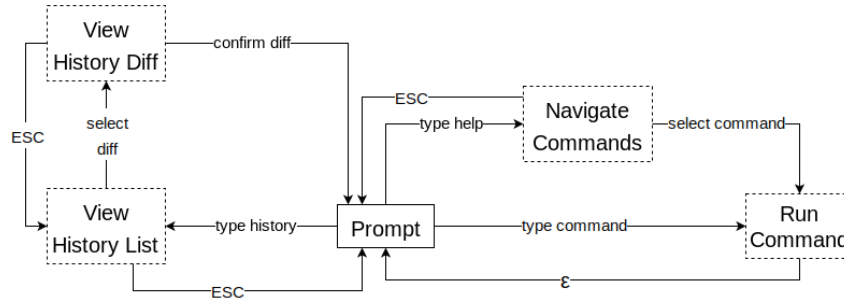 View
History Diff
confirm diff
ESC
select
diff
ESC
Navigate
Commands
type help
select command
View
History List
type history
Prompt
type command
Run
Command
ESC
ε